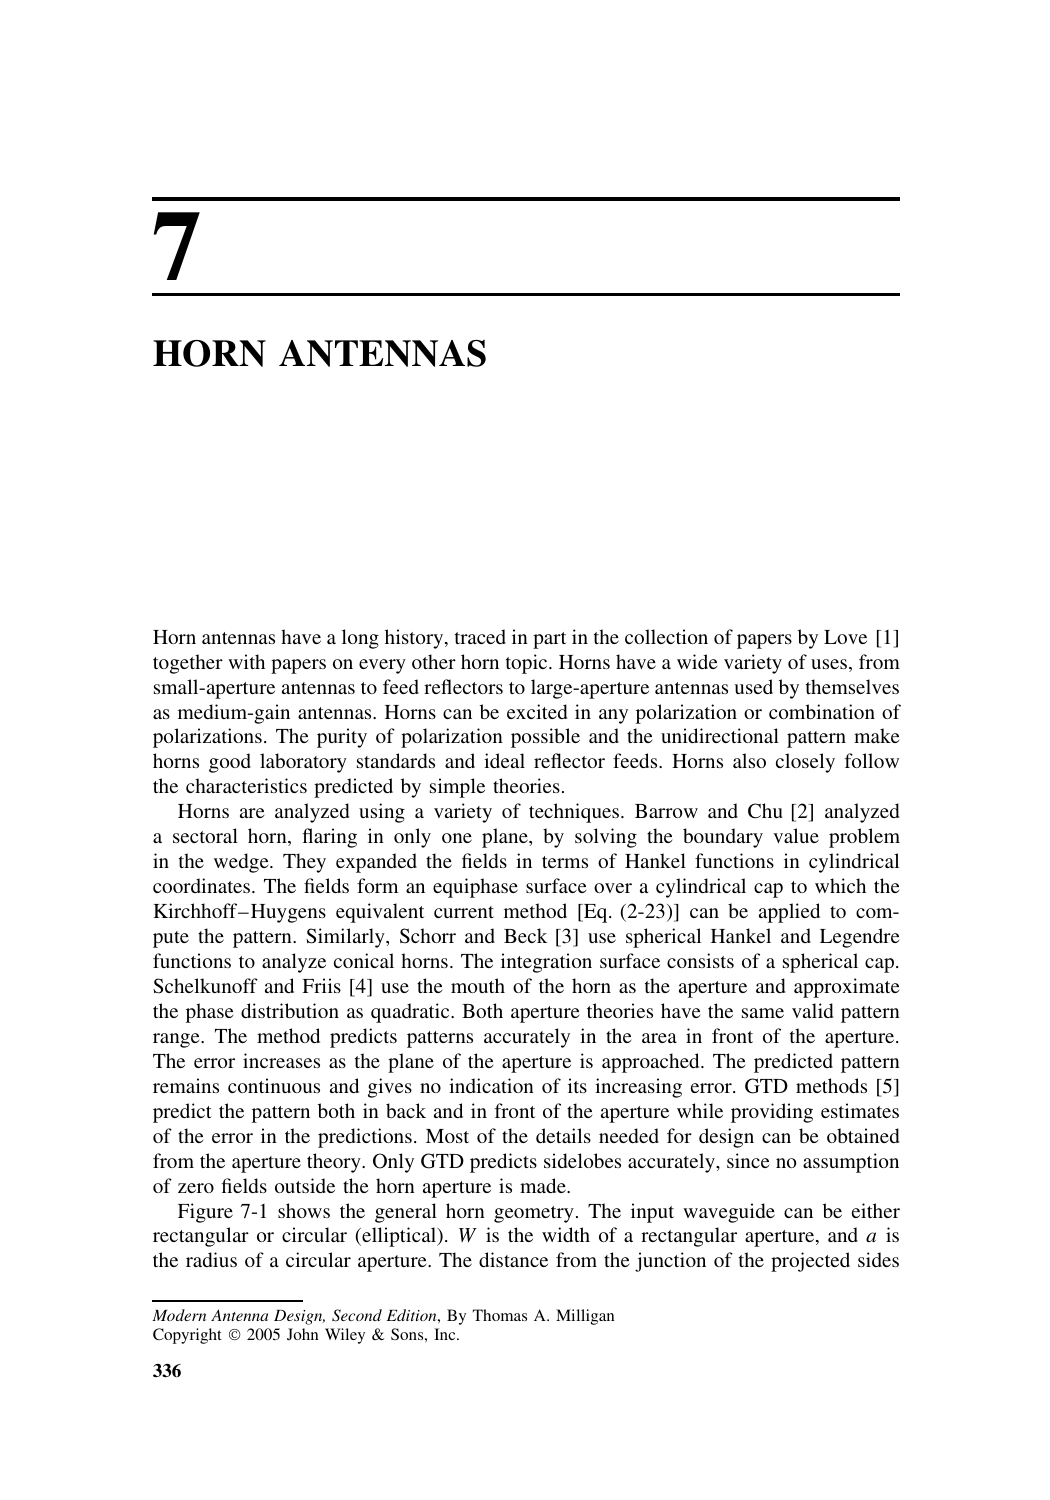 7
HORN ANTENNAS
Horn antennas have a long history, traced in part in the collection of papers by Love [1]
together with papers on every other horn topic. Horns have a wide variety of uses, from
small-aperture antennas to feed reflectors to large-aperture antennas used by themselves
as medium-gain antennas. Horns can be excited in any polarization or combination of
polarizations. The purity of polarization possible and the unidirectional pattern make
horns good laboratory standards and ideal reflector feeds. Horns also closely follow
the characteristics predicted by simple theories.
Horns are analyzed using a variety of techniques. Barrow and Chu [2] analyzed
a sectoral horn, flaring in only one plane, by solving the boundary value problem
in the wedge. They expanded the fields in terms of Hankel functions in cylindrical
coordinates. The fields form an equiphase surface over a cylindrical cap to which the
Kirchhoff–Huygens equivalent current method [Eq. (2-23)] can be applied to com-
pute the pattern. Similarly, Schorr and Beck [3] use spherical Hankel and Legendre
functions to analyze conical horns. The integration surface consists of a spherical cap.
Schelkunoff and Friis [4] use the mouth of the horn as the aperture and approximate
the phase distribution as quadratic. Both aperture theories have the same valid pattern
range. The method predicts patterns accurately in the area in front of the aperture.
The error increases as the plane of the aperture is approached. The predicted pattern
remains continuous and gives no indication of its increasing error. GTD methods [5]
predict the pattern both in back and in front of the aperture while providing estimates
of the error in the predictions. Most of the details needed for design can be obtained
from the aperture theory. Only GTD predicts sidelobes accurately, since no assumption
of zero fields outside the horn aperture is made.
Figure 7-1 shows the general horn geometry. The input waveguide can be either
rectangular or circular (elliptical). W is the width of a rectangular aperture, and a is
the radius of a circular aperture. The distance from the junction of the projected sides
Modern Antenna Design, Second Edition, By Thomas A. Milligan
Copyright © 2005 John Wiley & Sons, Inc.
336